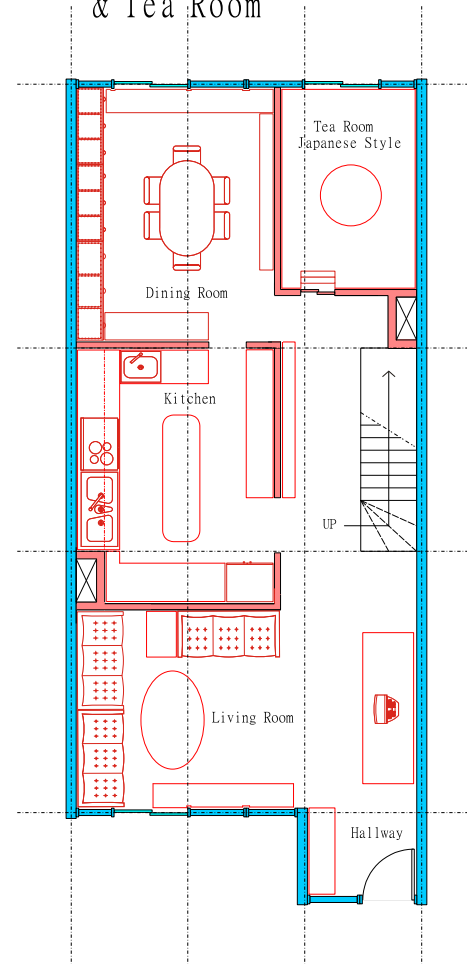 & Tea Room
Tea Room
Japanese Style
Dining Room
Kitchen
UP
Living Room
Hallway